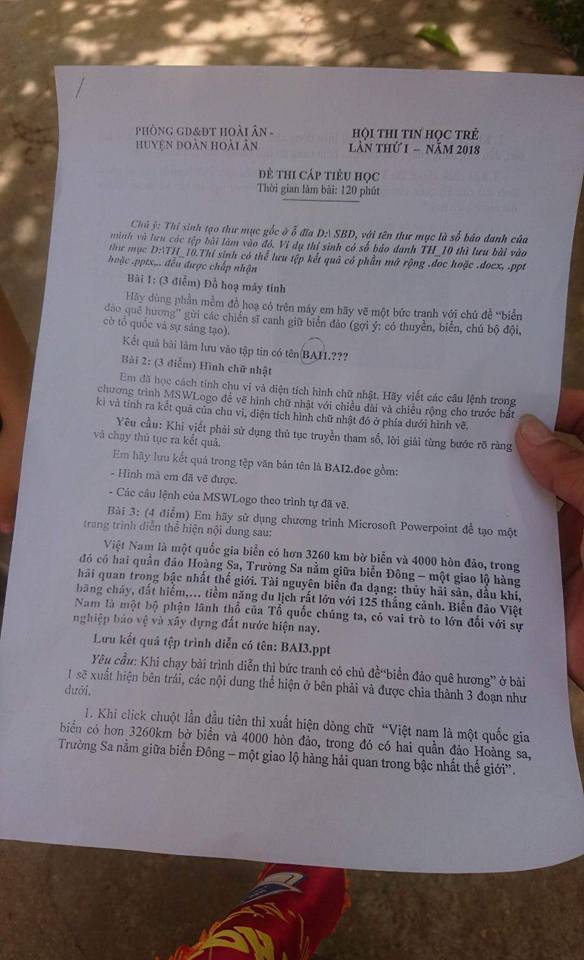 PHÒNG GD&ĐT HOÀI ÂN -
HUYỆN ĐOÀN HOÀI ÂN
HỘI THI TIN HỌC TRẺ
LẦN THỨ I – NĂM 2018
ĐỀ THI CẤP TIỂU HỌC
Thời gian làm bài: 120 phút
Chú ý: Thí sinh tạo thư mục gốc ở ổ đĩa D:\ SBD, với tên thư mục là số báo danh của
mình và lưu các tệp bài làm vào đó. Ví dụ thí sinh có số báo danh TH_10 thì lưu bài vào
thư mục D:\TH_10.Thí sinh có thể lưu tệp kết quả có phần mở rộng .doc hoặc .docx, .ppt
hoặc .pptx,.. đều được chấp nhận
Bài 1: (3 điểm) Đồ hoạ máy tính
Hãy dùng phần mềm đồ hoạ có trên máy em hãy vẽ một bức tranh với chủ đề “biển
đảo quê hương” gửi các chiến sĩ canh giữ biển đảo (gợi ý: có thuyền, biển, chú bộ đội,
cờ tổ quốc và sự sáng tạo).
Kết quả bài làm lưu vào tập tin có tên BAI1.???
Bài 2: (3 điểm) Hình chữ nhật
Em đã học cách tính chu vi và diện tích hình chữ nhật. Hãy viết các câu lệnh trong
chương trình MSWLogo để vẽ hình chữ nhật với chiều dài và chiều rộng cho trước bất
kì và tính ra kết quả của chu vi, diện tích hình chữ nhật đó ở phía dưới hình vẽ.
Yêu cầu: Khi viết phải sử dụng thủ tục truyền tham số, lời giải từng bước rõ ràng
và chạy thủ tục ra kết quả.
Em hãy lưu kết quả trong tệp văn bản tên là BAI2.doc gồm:
- Hình mà em đã vẽ được.
- Các câu lệnh của MSWLogo theo trình tự đã vẽ.
Bài 3: (4 điểm) Em hãy sử dụng chương trình Microsoft Powerpoint để tạo một
trang trình diễn thể hiện nội dung sau:
Việt Nam là một quốc gia biển có hơn 3260 km bờ biển và 4000 hòn đảo, trong
đó có hai quần đảo Hoàng Sa, Trường Sa nằm giữa biển Đông – một giao lộ hàng
hải quan trong bậc nhất thế giới. Tài nguyên biển đa dạng: thủy hải sản, dầu khí,
băng cháy, đất hiếm,… tiềm năng du lịch rất lớn với 125 thắng cảnh. Biển đảo Việt
Nam là một bộ phận lãnh thổ của Tổ quốc chúng ta, có vai trò to lớn đối với sự
nghiệp bảo vệ và xây dựng đất nước hiện nay.
Lưu kết quả tệp trình diễn có tên: BAI3.ppt
Yêu cầu: Khi chạy bài trình diễn thì bức tranh có chủ đề“biển đảo quê hương” ở bài
1 sẽ xuất hiện bên trái, các nội dung thể hiện ở bên phải và được chia thành 3 đoạn như
dưới.
1. Khi click chuột lần đầu tiên thì xuất hiện dòng chữ “Việt nam là một quốc gia
biển có hơn 3260km bờ biển và 4000 hòn đảo, trong đó có hai quần đảo Hoàng sa,
Trường Sa nằm giữa biển Đông – một giao lộ hàng hải quan trong bậc nhất thế giới”.